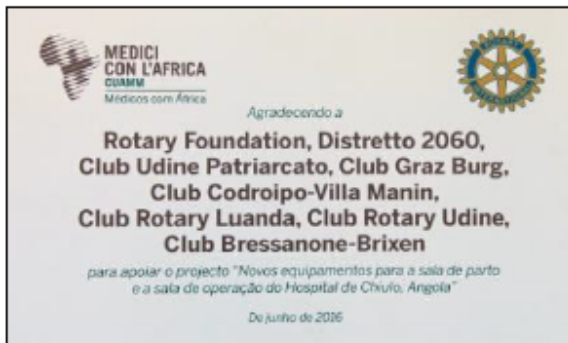 MEDICI
CON L'AFRICA
CUAMM
Médicos com África
ROTARY
INTERNATIONAL
Agradecendo a
Rotary Foundation, Distretto 2060,
Club Udine Patriarcato, Club Graz Burg,
Club Codroipo-Villa Manin,
Club Rotary Luanda, Club Rotary Udine,
Club Bressanone-Brixen
para apoiar o projecto "Novos equipamentos para a sala de parto
e a sala de operação do Hospital de Chiulo, Angola"
De junho de 2016